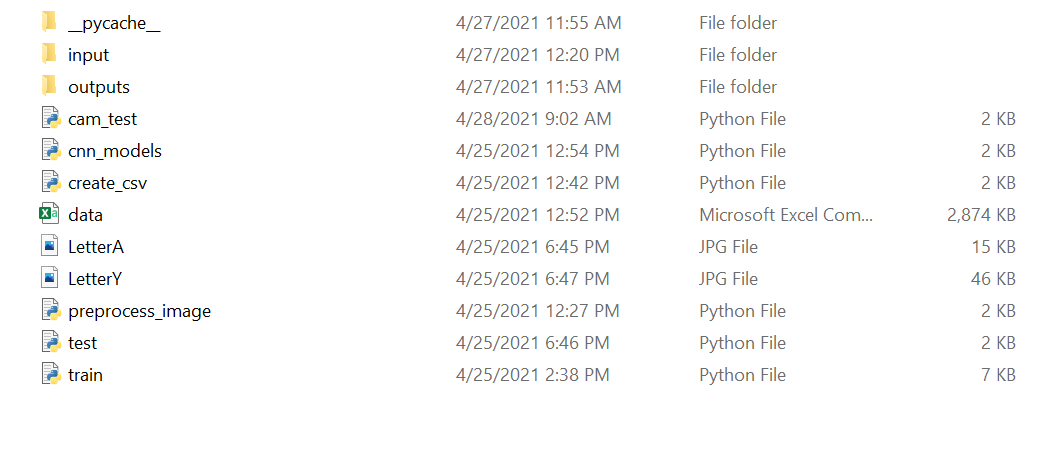 __pycache__ 4/27/2021 11:55 AM File folder
input 4/27/2021 12:20 PM File folder
outputs 4/27/2021 11:53 AM File folder
cam_test 4/28/2021 9:02 AM Python File 2 KB
cnn_models 4/25/2021 12:54 PM Python File 2 KB
create_csv 4/25/2021 12:42 PM Python File 2 KB
data 4/25/2021 12:52 PM Microsoft Excel Com... 2,874 KB
LetterA 4/25/2021 6:45 PM JPG File 15 KB
LetterY 4/25/2021 6:47 PM JPG File 46 KB
preprocess_image 4/25/2021 12:27 PM Python File 2 KB
test 4/25/2021 6:46 PM Python File 2 KB
train 4/25/2021 2:38 PM Python File 7 KB